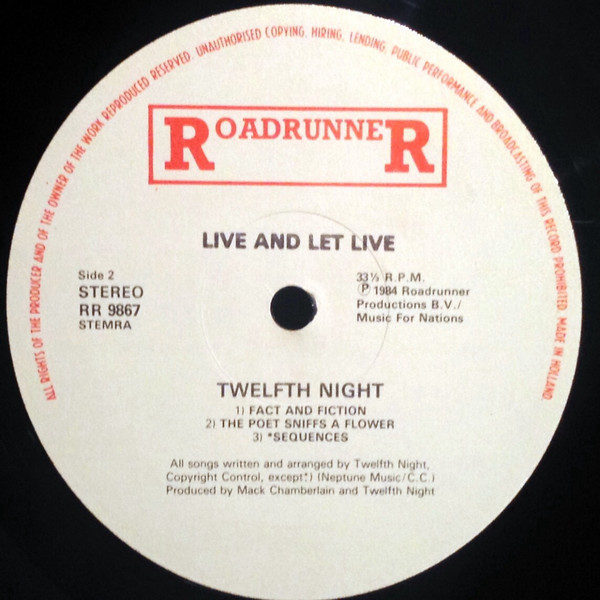 ALL RIGHTS OF THE PRODUCER AND OF THE OWNER OF THE WORK REPRODUCED RESERVED. UNAUTHORISED COPYING, HIRING, LENDING, PUBLIC PERFORMANCE AND BROADCASTING OF THIS RECORD PROHIBITED. MADE IN HOLLAND
ROADRUNNER
LIVE AND LET LIVE
Side 2
STEREO
RR 9867
STEMRA
33⅓ R.P.M.
℗ 1984 Roadrunner
Productions B.V./
Music For Nations
TWELFTH NIGHT
1) FACT AND FICTION
2) THE POET SNIFFS A FLOWER
3) *SEQUENCES
All songs written and arranged by Twelfth Night,
Copyright Control, except*) (Neptune Music/C.C.)
Produced by Mack Chamberlain and Twelfth Night